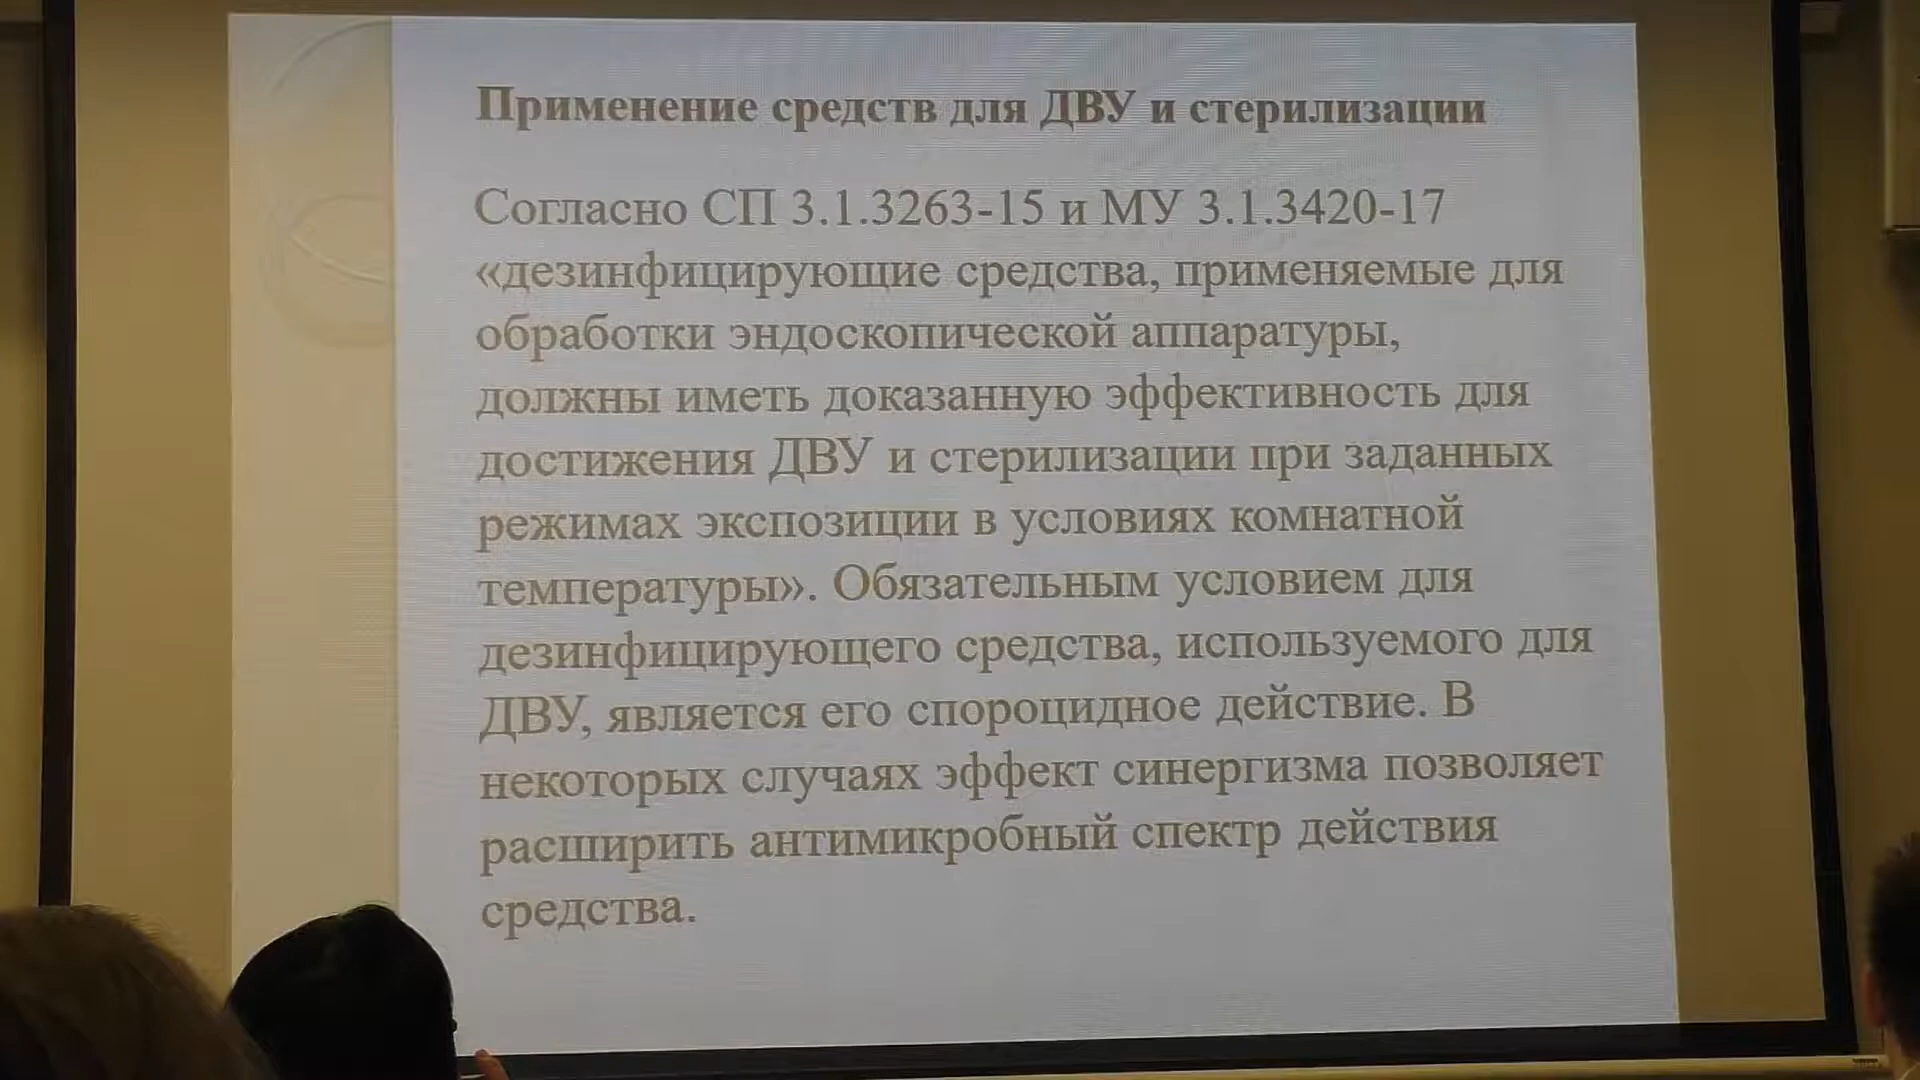 Применение средств для ДВУ и стерилизации
Согласно СП 3.1.3263-15 и МУ 3.1.3420-17
«дезинфицирующие средства, применяемые для
обработки эндоскопической аппаратуры,
должны иметь доказанную эффективность для
достижения ДВУ и стерилизации при заданных
режимах экспозиции в условиях комнатной
температуры». Обязательным условием для
дезинфицирующего средства, используемого для
ДВУ, является его спороцидное действие. В
некоторых случаях эффект синергизма позволяет
расширить антимикробный спектр действия
средства.